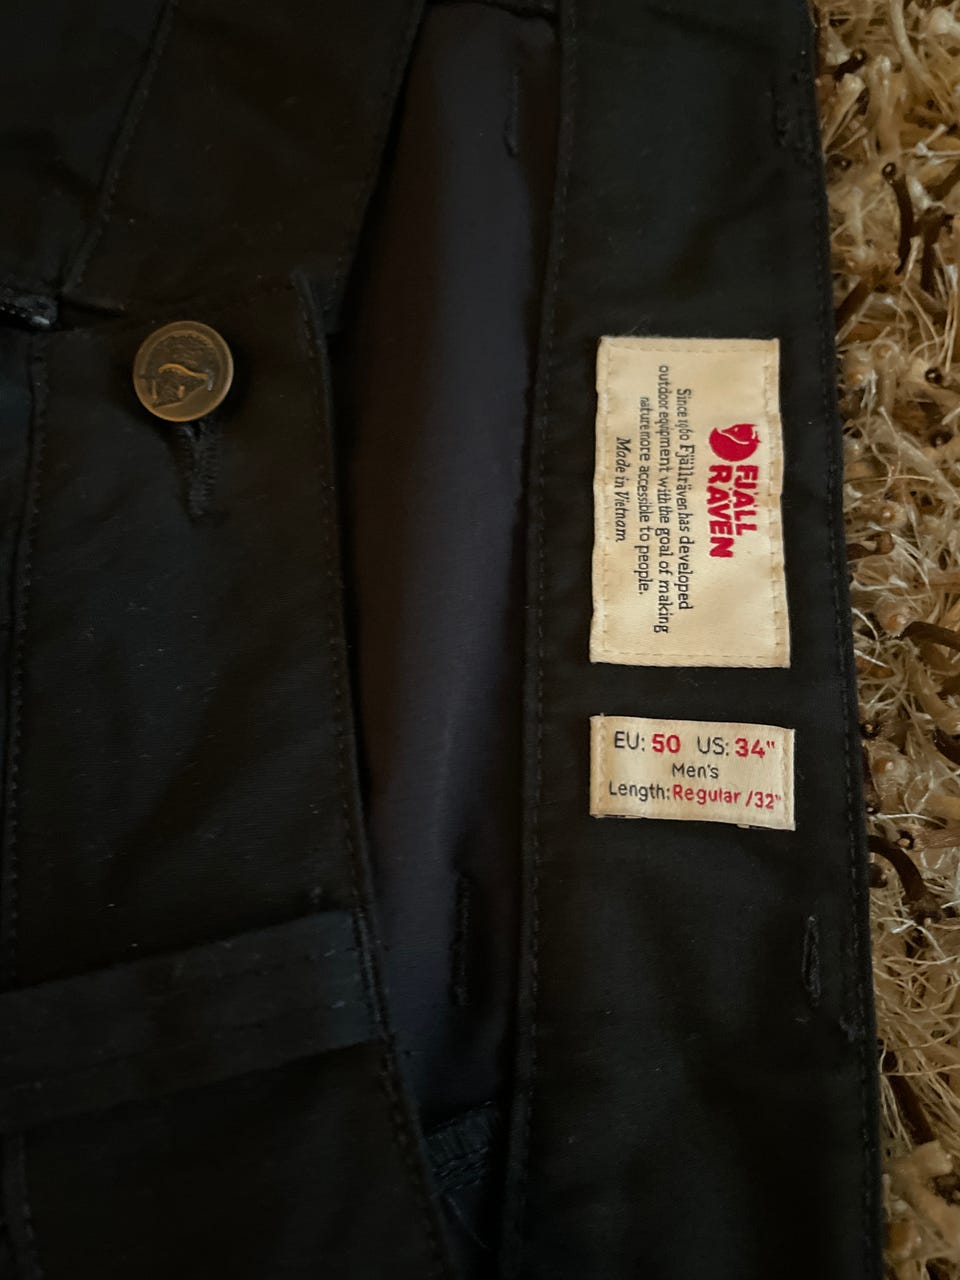 FJÄLL
RÄVEN
Since 1960 Fjällräven has developed
outdoor equipment with the goal of making
nature more accessible to people.
Made in Vietnam
EU: 50 US: 34"
Men's
Length: Regular /32"